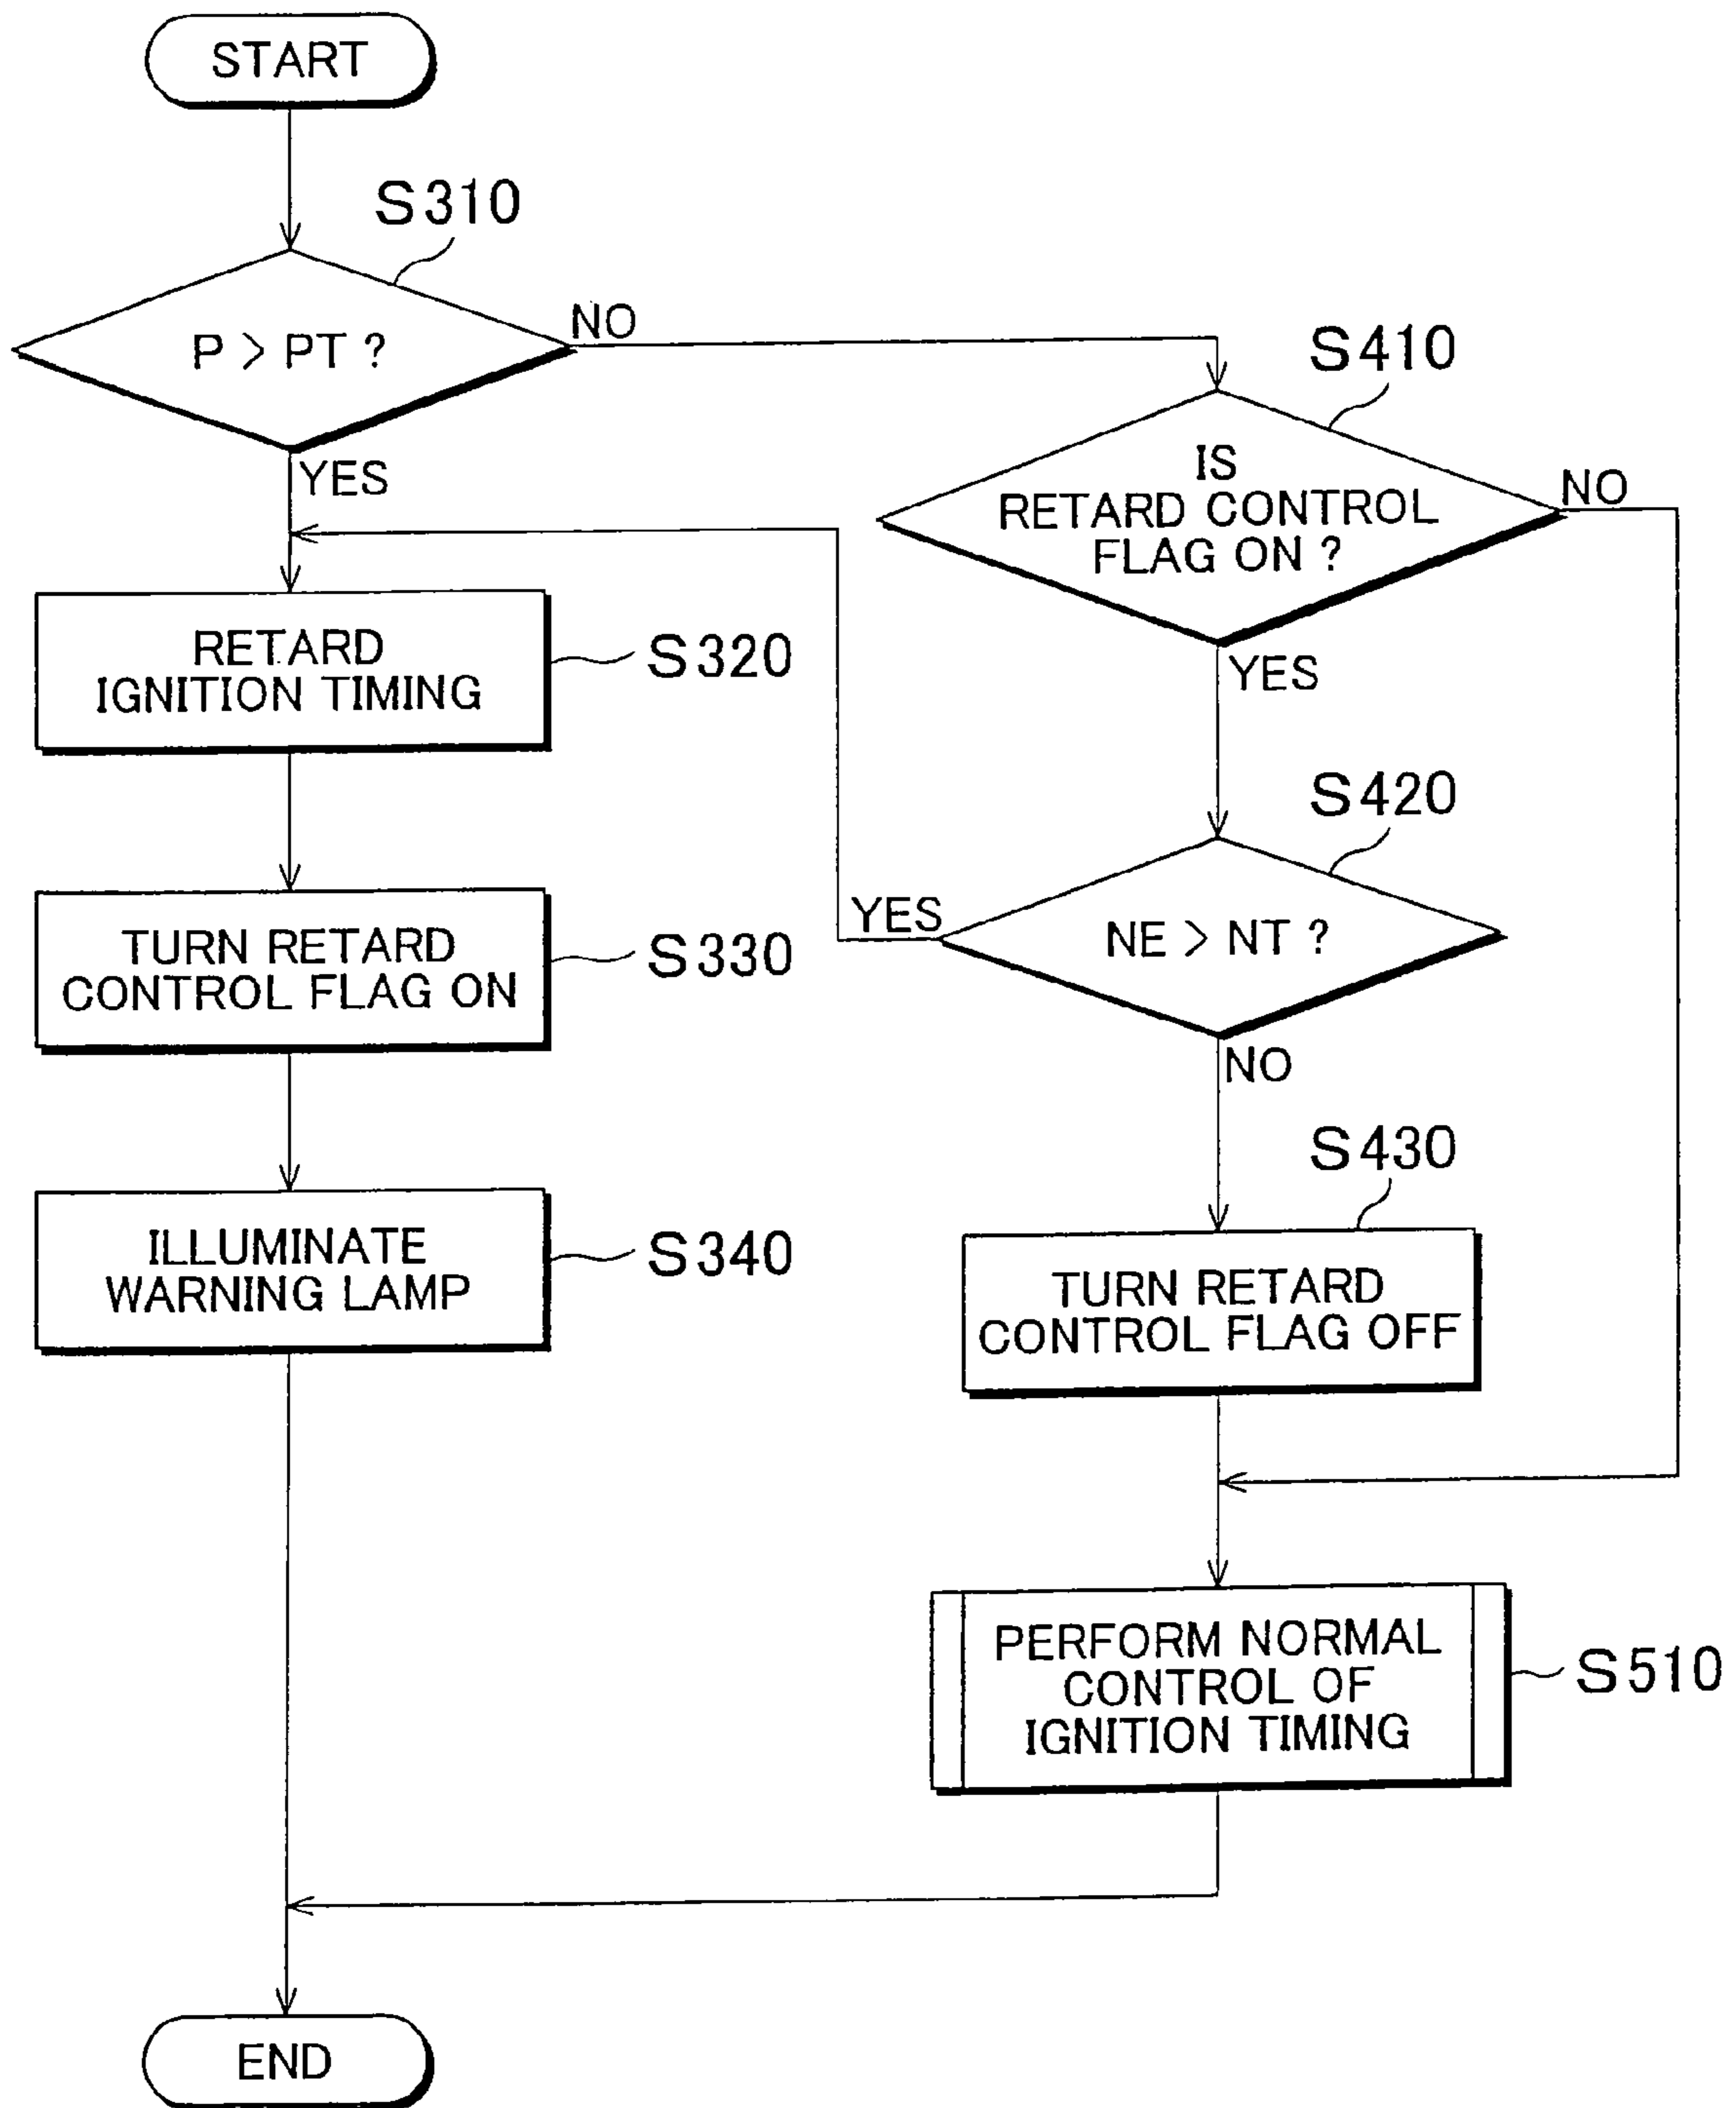 START
S310
P > PT ?
NO
YES
S410
IS
RETARD CONTROL
FLAG ON ?
NO
YES
RETARD
IGNITION TIMING
S320
S420
NE > NT ?
YES
NO
TURN RETARD
CONTROL FLAG ON
S330
S430
TURN RETARD
CONTROL FLAG OFF
ILLUMINATE
WARNING LAMP
S340
PERFORM NORMAL
CONTROL OF
IGNITION TIMING
S510
END